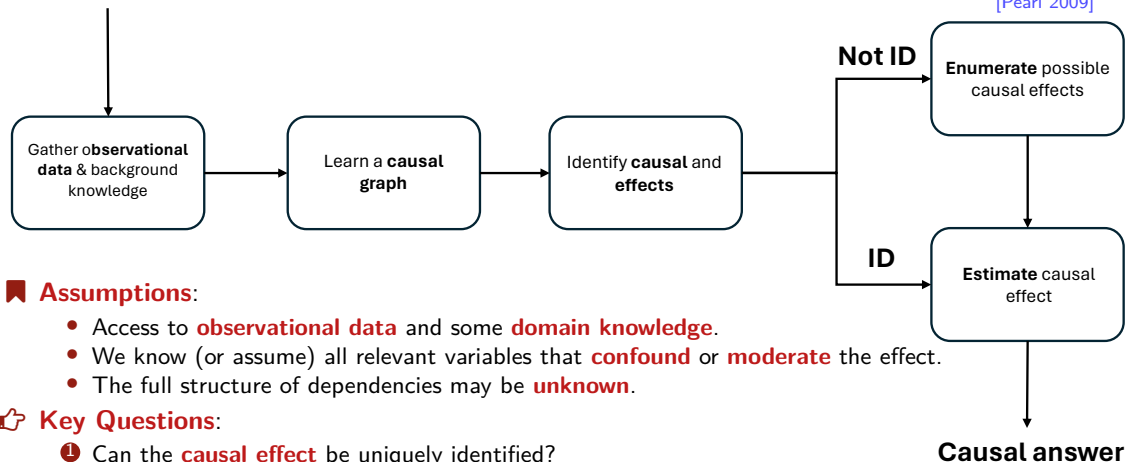 [Pearl 2009]
Not ID
Enumerate possible
causal effects
Gather observational
data & background
knowledge
Learn a causal
graph
Identify causal and
effects
ID
Estimate causal
effect
Assumptions:
• Access to observational data and some domain knowledge.
• We know (or assume) all relevant variables that confound or moderate the effect.
• The full structure of dependencies may be unknown.
Key Questions:
1 Can the causal effect be uniquely identified?
Causal answer